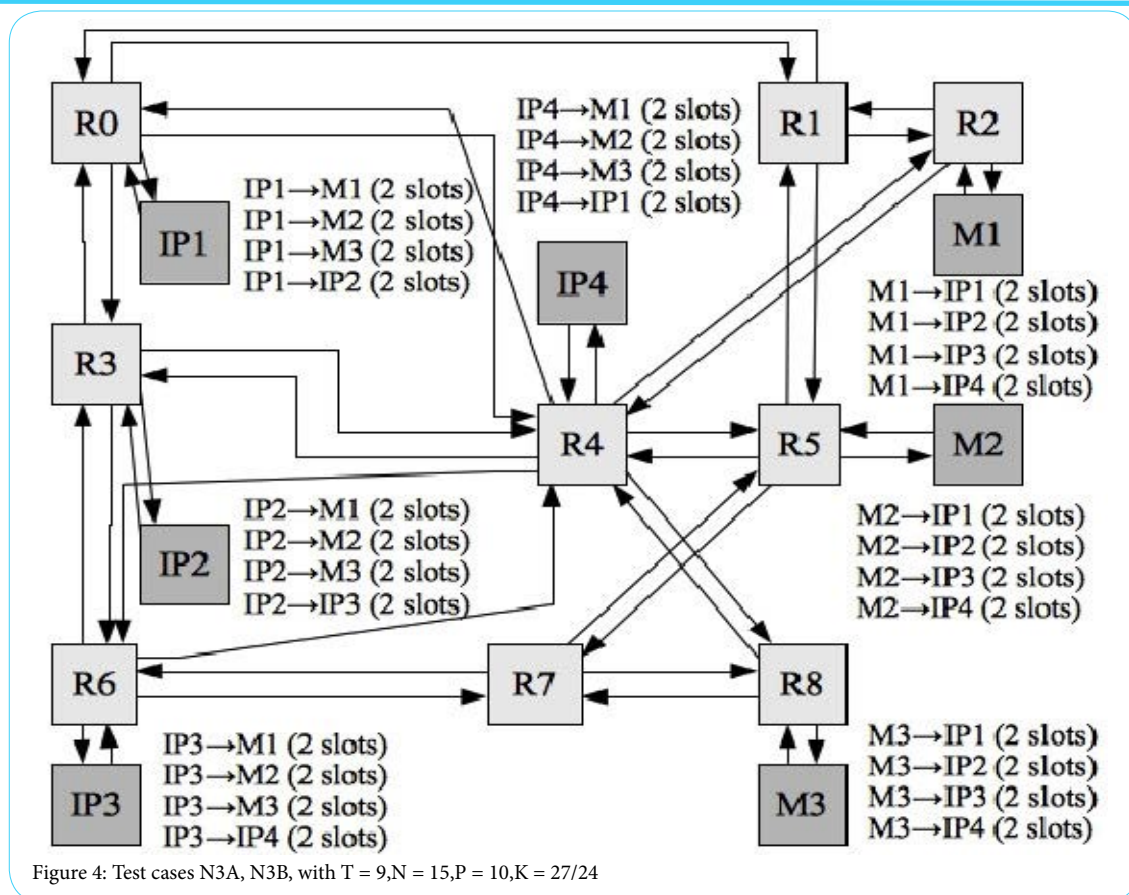 R0
R1
R2
IP4→M1 (2 slots)
IP4→M2 (2 slots)
IP4→M3 (2 slots)
IP4→IP1 (2 slots)
IP1
IP1→M1 (2 slots)
IP1→M2 (2 slots)
IP1→M3 (2 slots)
IP1→IP2 (2 slots)
M1
IP4
M1→IP1 (2 slots)
M1→IP2 (2 slots)
M1→IP3 (2 slots)
M1→IP4 (2 slots)
R3
R4
R5
M2
IP2
IP2→M1 (2 slots)
IP2→M2 (2 slots)
IP2→M3 (2 slots)
IP2→IP3 (2 slots)
M2→IP1 (2 slots)
M2→IP2 (2 slots)
M2→IP3 (2 slots)
M2→IP4 (2 slots)
R6
R7
R8
IP3
IP3→M1 (2 slots)
IP3→M2 (2 slots)
IP3→M3 (2 slots)
IP3→IP4 (2 slots)
M3
M3→IP1 (2 slots)
M3→IP2 (2 slots)
M3→IP3 (2 slots)
M3→IP4 (2 slots)
Figure 4: Test cases N3A, N3B, with T = 9,N = 15,P = 10,K = 27/24